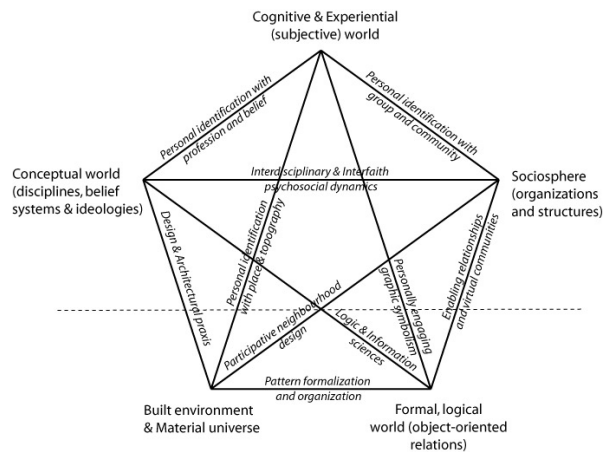 Cognitive & Experiential
(subjective) world
Personal identification with
profession and belief
Personal identification with
group and community
Conceptual world
(disciplines, belief
systems & ideologies)
Interdisciplinary & Interfaith
psychosocial dynamics
Sociosphere
(organizations
and structures)
Design & Architectural praxis
Personal identification
with place & topography
Personally engaging
graphic symbolism
Enabling relationships
and virtual communities
Participative neighbourhood
design
Logic & Information
sciences
Pattern formalization
and organization
Built environment
& Material universe
Formal, logical
world (object-oriented
relations)